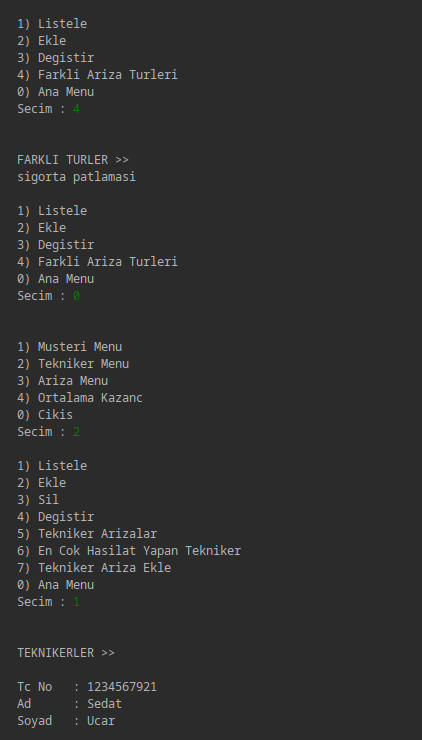 1) Listele
2) Ekle
3) Degistir
4) Farkli Ariza Turleri
0) Ana Menu
Secim : 4
FARKLI TURLER >>
sigorta patlamasi
1) Listele
2) Ekle
3) Degistir
4) Farkli Ariza Turleri
0) Ana Menu
Secim : 0
1) Musteri Menu
2) Tekniker Menu
3) Ariza Menu
4) Ortalama Kazanc
0) Cikis
Secim : 2
1) Listele
2) Ekle
3) Sil
4) Degistir
5) Tekniker Arizalar
6) En Cok Hasilat Yapan Tekniker
7) Tekniker Ariza Ekle
0) Ana Menu
Secim : 1
TEKNIKERLER >>
Tc No   : 1234567921
Ad      : Sedat
Soyad   : Ucar